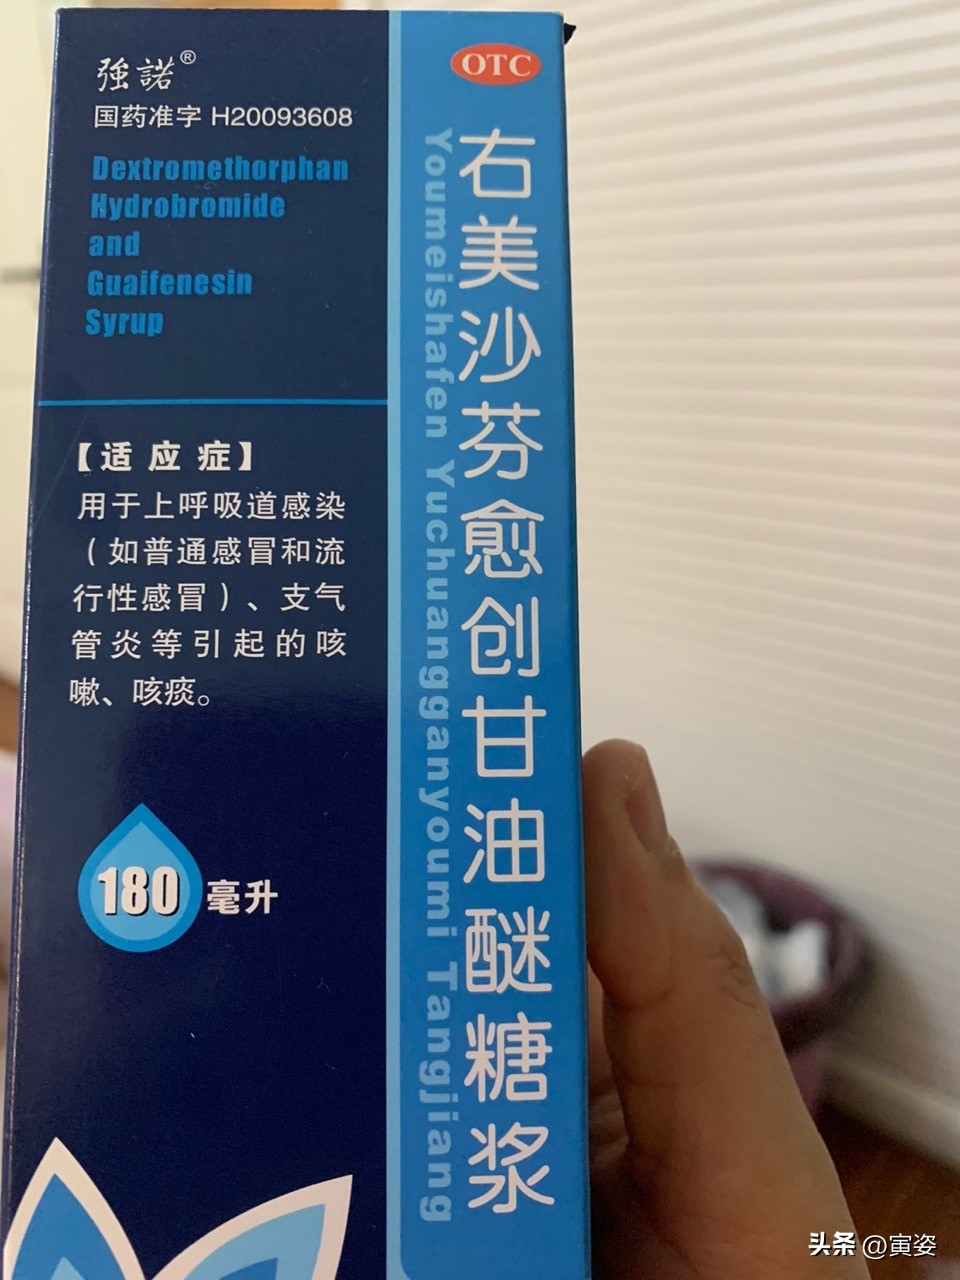 強諾®
国药准字 H20093608
Dextromethorphan
Hydrobromide
and
Guaifenesin
Syrup
【适应症】
用于上呼吸道感染
（如普通感冒和流
行性感冒）、支气
管炎等引起的咳
嗽、咳痰。
180 毫升
OTC
右美沙芬愈创甘油醚糖浆
Youmeishafen Yuchuangganyoumi Tangjiang
头条 @寅姿